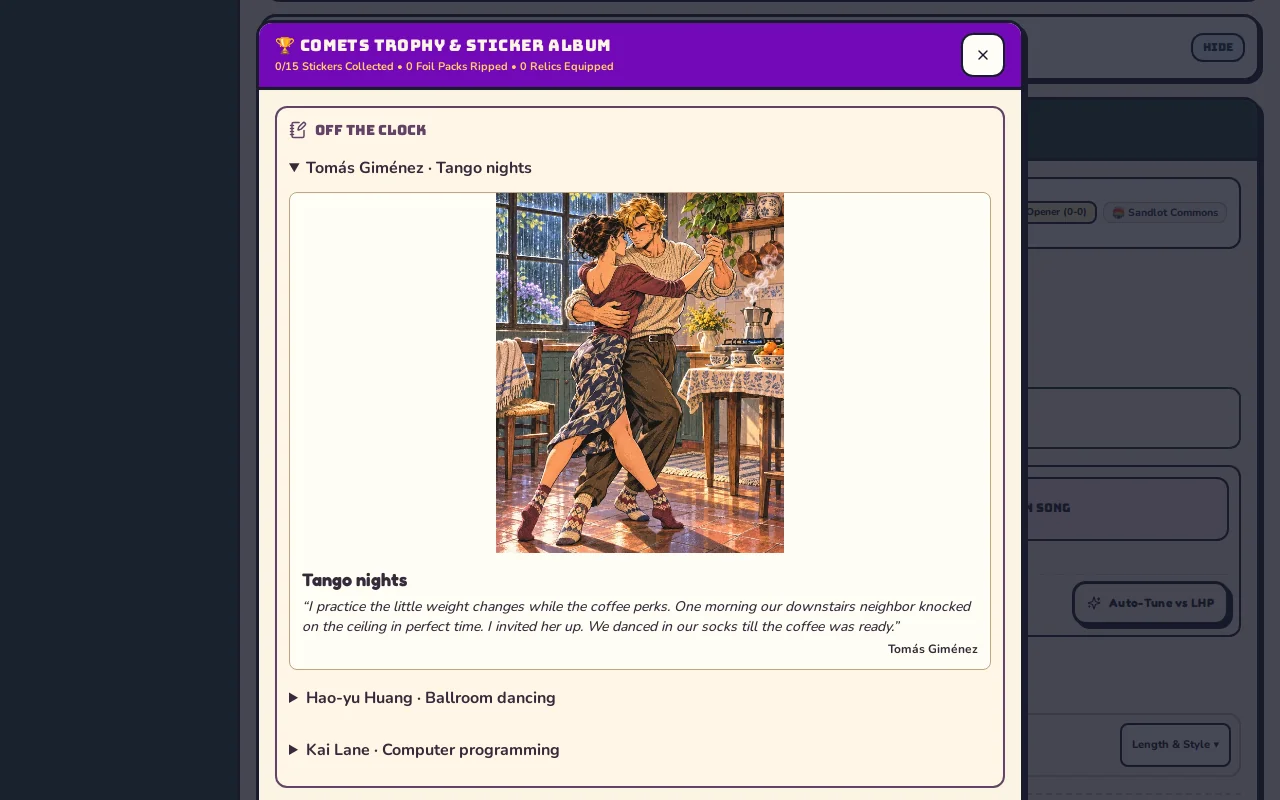 🏆 COMETS TROPHY & STICKER ALBUM
0/15 Stickers Collected • 0 Foil Packs Ripped • 0 Relics Equipped
×
HIDE
OFF THE CLOCK
▼ Tomás Giménez · Tango nights
Opener (0-0)
Sandlot Commons
SONG
Auto-Tune vs LHP
Tango nights
“I practice the little weight changes while the coffee perks. One morning our downstairs neighbor knocked
on the ceiling in perfect time. I invited her up. We danced in our socks till the coffee was ready.”
Tomás Giménez
▶ Hao-yu Huang · Ballroom dancing
Length & Style ▾
▶ Kai Lane · Computer programming